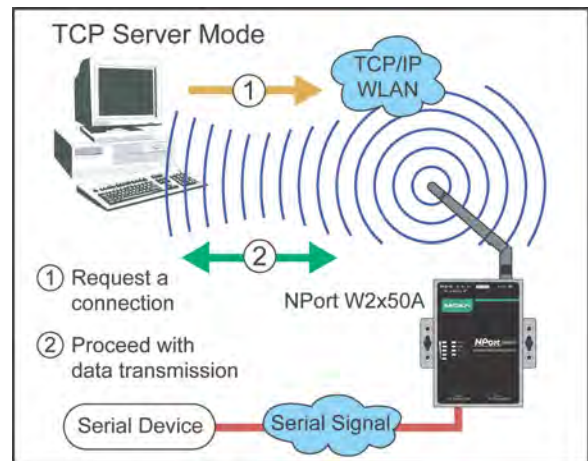 TCP Server Mode
1
TCP/IP
WLAN
2
1 Request a
connection
NPort W2x50A
2 Proceed with
data transmission
MOXA
NPort
Serial Device
Serial Signal